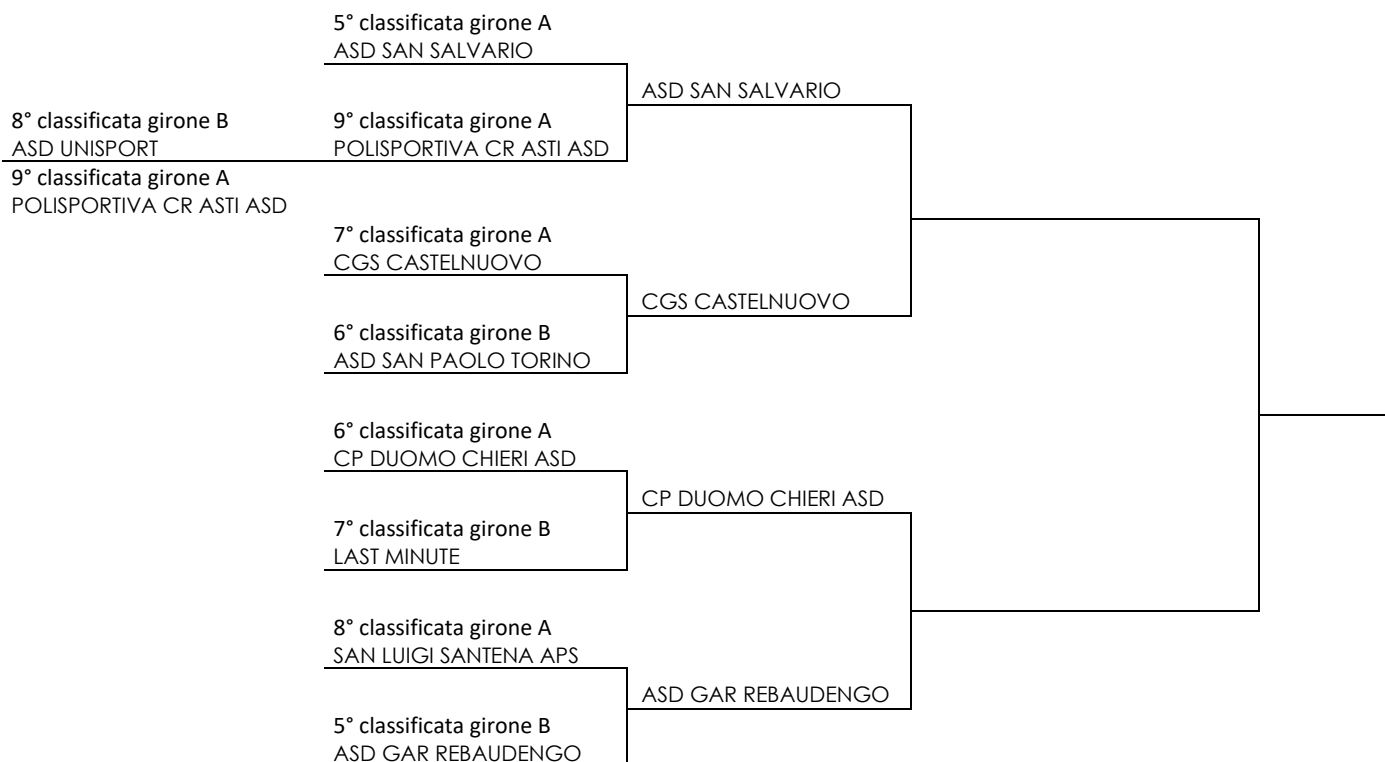 5° classificata girone A
ASD SAN SALVARIO
ASD SAN SALVARIO
8° classificata girone B
ASD UNISPORT
9° classificata girone A
POLISPORTIVA CR ASTI ASD
9° classificata girone A
POLISPORTIVA CR ASTI ASD
7° classificata girone A
CGS CASTELNUOVO
CGS CASTELNUOVO
6° classificata girone B
ASD SAN PAOLO TORINO
6° classificata girone A
CP DUOMO CHIERI ASD
CP DUOMO CHIERI ASD
7° classificata girone B
LAST MINUTE
8° classificata girone A
SAN LUIGI SANTENA APS
ASD GAR REBAUDENGO
5° classificata girone B
ASD GAR REBAUDENGO